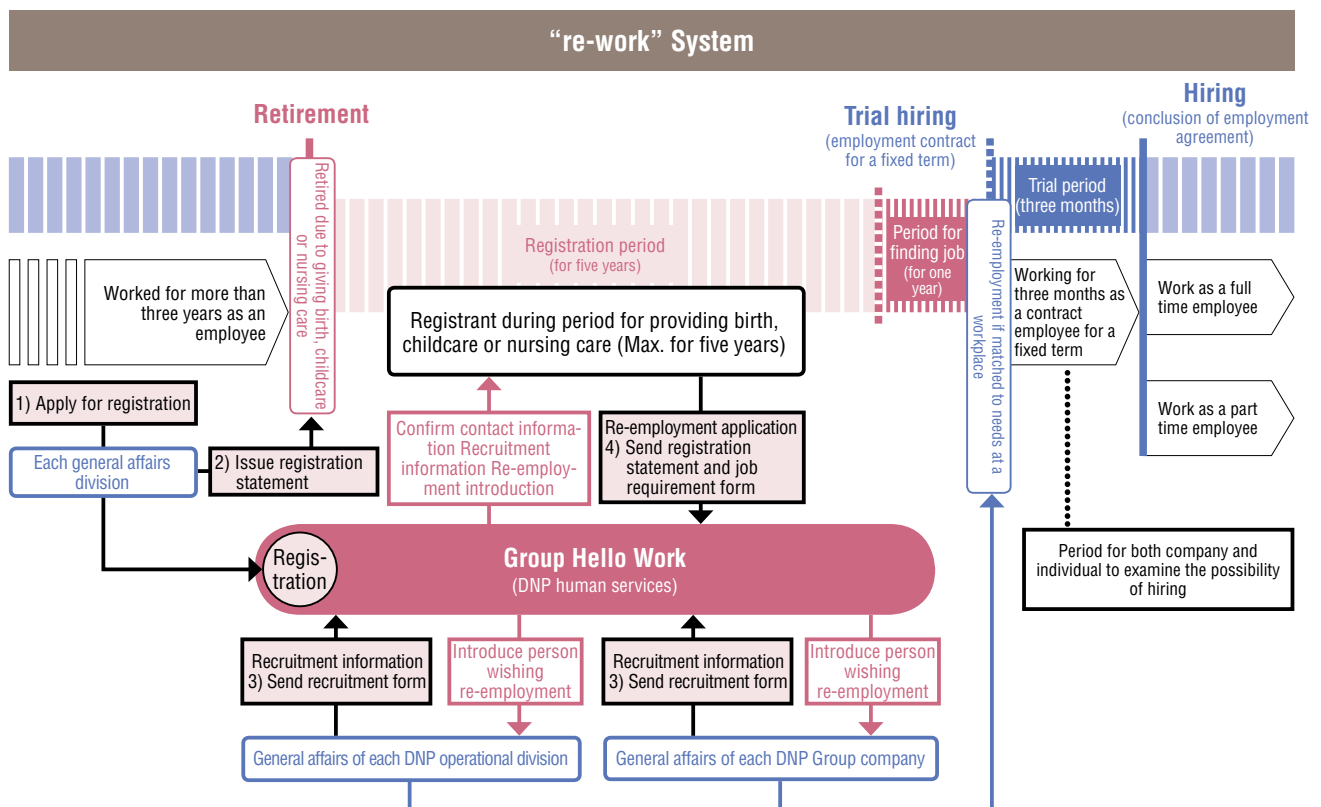 “re-work” System
Retirement
Trial hiring
(employment contract
for a fixed term)
Hiring
(conclusion of employment
agreement)
Retired due to giving birth, childcare
or nursing care
Registration period
(for five years)
Period for
finding job
(for one
year)
Re-employment if matched to needs at a
workplace
Trial period
(three months)
Worked for more than
three years as an
employee
Registrant during period for providing birth,
childcare or nursing care (Max. for five years)
Working for
three months as
a contract
employee for a
fixed term
Work as a full
time employee
Work as a part
time employee
1) Apply for registration
Each general affairs
division
2) Issue registration
statement
Confirm contact informa-
tion Recruitment
information Re-employ-
ment introduction
Re-employment application
4) Send registration
statement and job
requirement form
Regis-
tration
Group Hello Work
(DNP human services)
Period for both company and
individual to examine the possibility
of hiring
Recruitment information
3) Send recruitment form
Introduce person
wishing
re-employment
Recruitment information
3) Send recruitment form
Introduce person
wishing
re-employment
General affairs of each DNP operational division
General affairs of each DNP Group company